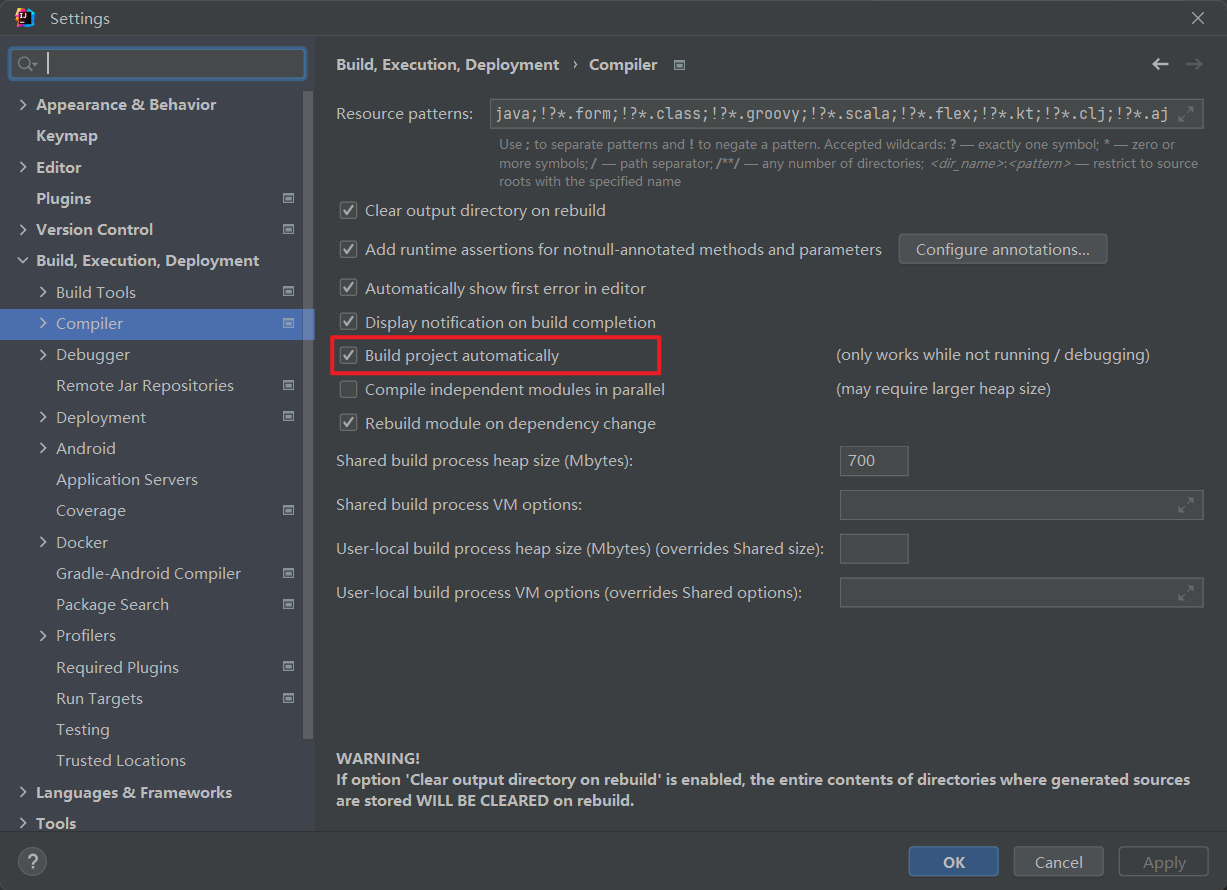 Settings
Appearance & Behavior
Keymap
Editor
Plugins
Version Control
Build, Execution, Deployment
Build Tools
Compiler
Debugger
Remote Jar Repositories
Deployment
Android
Application Servers
Coverage
Docker
Gradle-Android Compiler
Package Search
Profilers
Required Plugins
Run Targets
Testing
Trusted Locations
Languages & Frameworks
Tools
Build, Execution, Deployment › Compiler
Resource patterns: java;!?*.form;!?*.class;!?*.groovy;!?*.scala;!?*.flex;!?*.kt;!?*.clj;!?*.aj
Use ; to separate patterns and ! to negate a pattern. Accepted wildcards: ? — exactly one symbol; * — zero or
more symbols; / — path separator; /**/ — any number of directories; <dir_name>:<pattern> — restrict to source
roots with the specified name
Clear output directory on rebuild
Add runtime assertions for notnull-annotated methods and parameters Configure annotations...
Automatically show first error in editor
Display notification on build completion
Build project automatically (only works while not running / debugging)
Compile independent modules in parallel (may require larger heap size)
Rebuild module on dependency change
Shared build process heap size (Mbytes): 700
Shared build process VM options:
User-local build process heap size (Mbytes) (overrides Shared size):
User-local build process VM options (overrides Shared options):
WARNING!
If option 'Clear output directory on rebuild' is enabled, the entire contents of directories where generated sources
are stored WILL BE CLEARED on rebuild.
? OK Cancel Apply